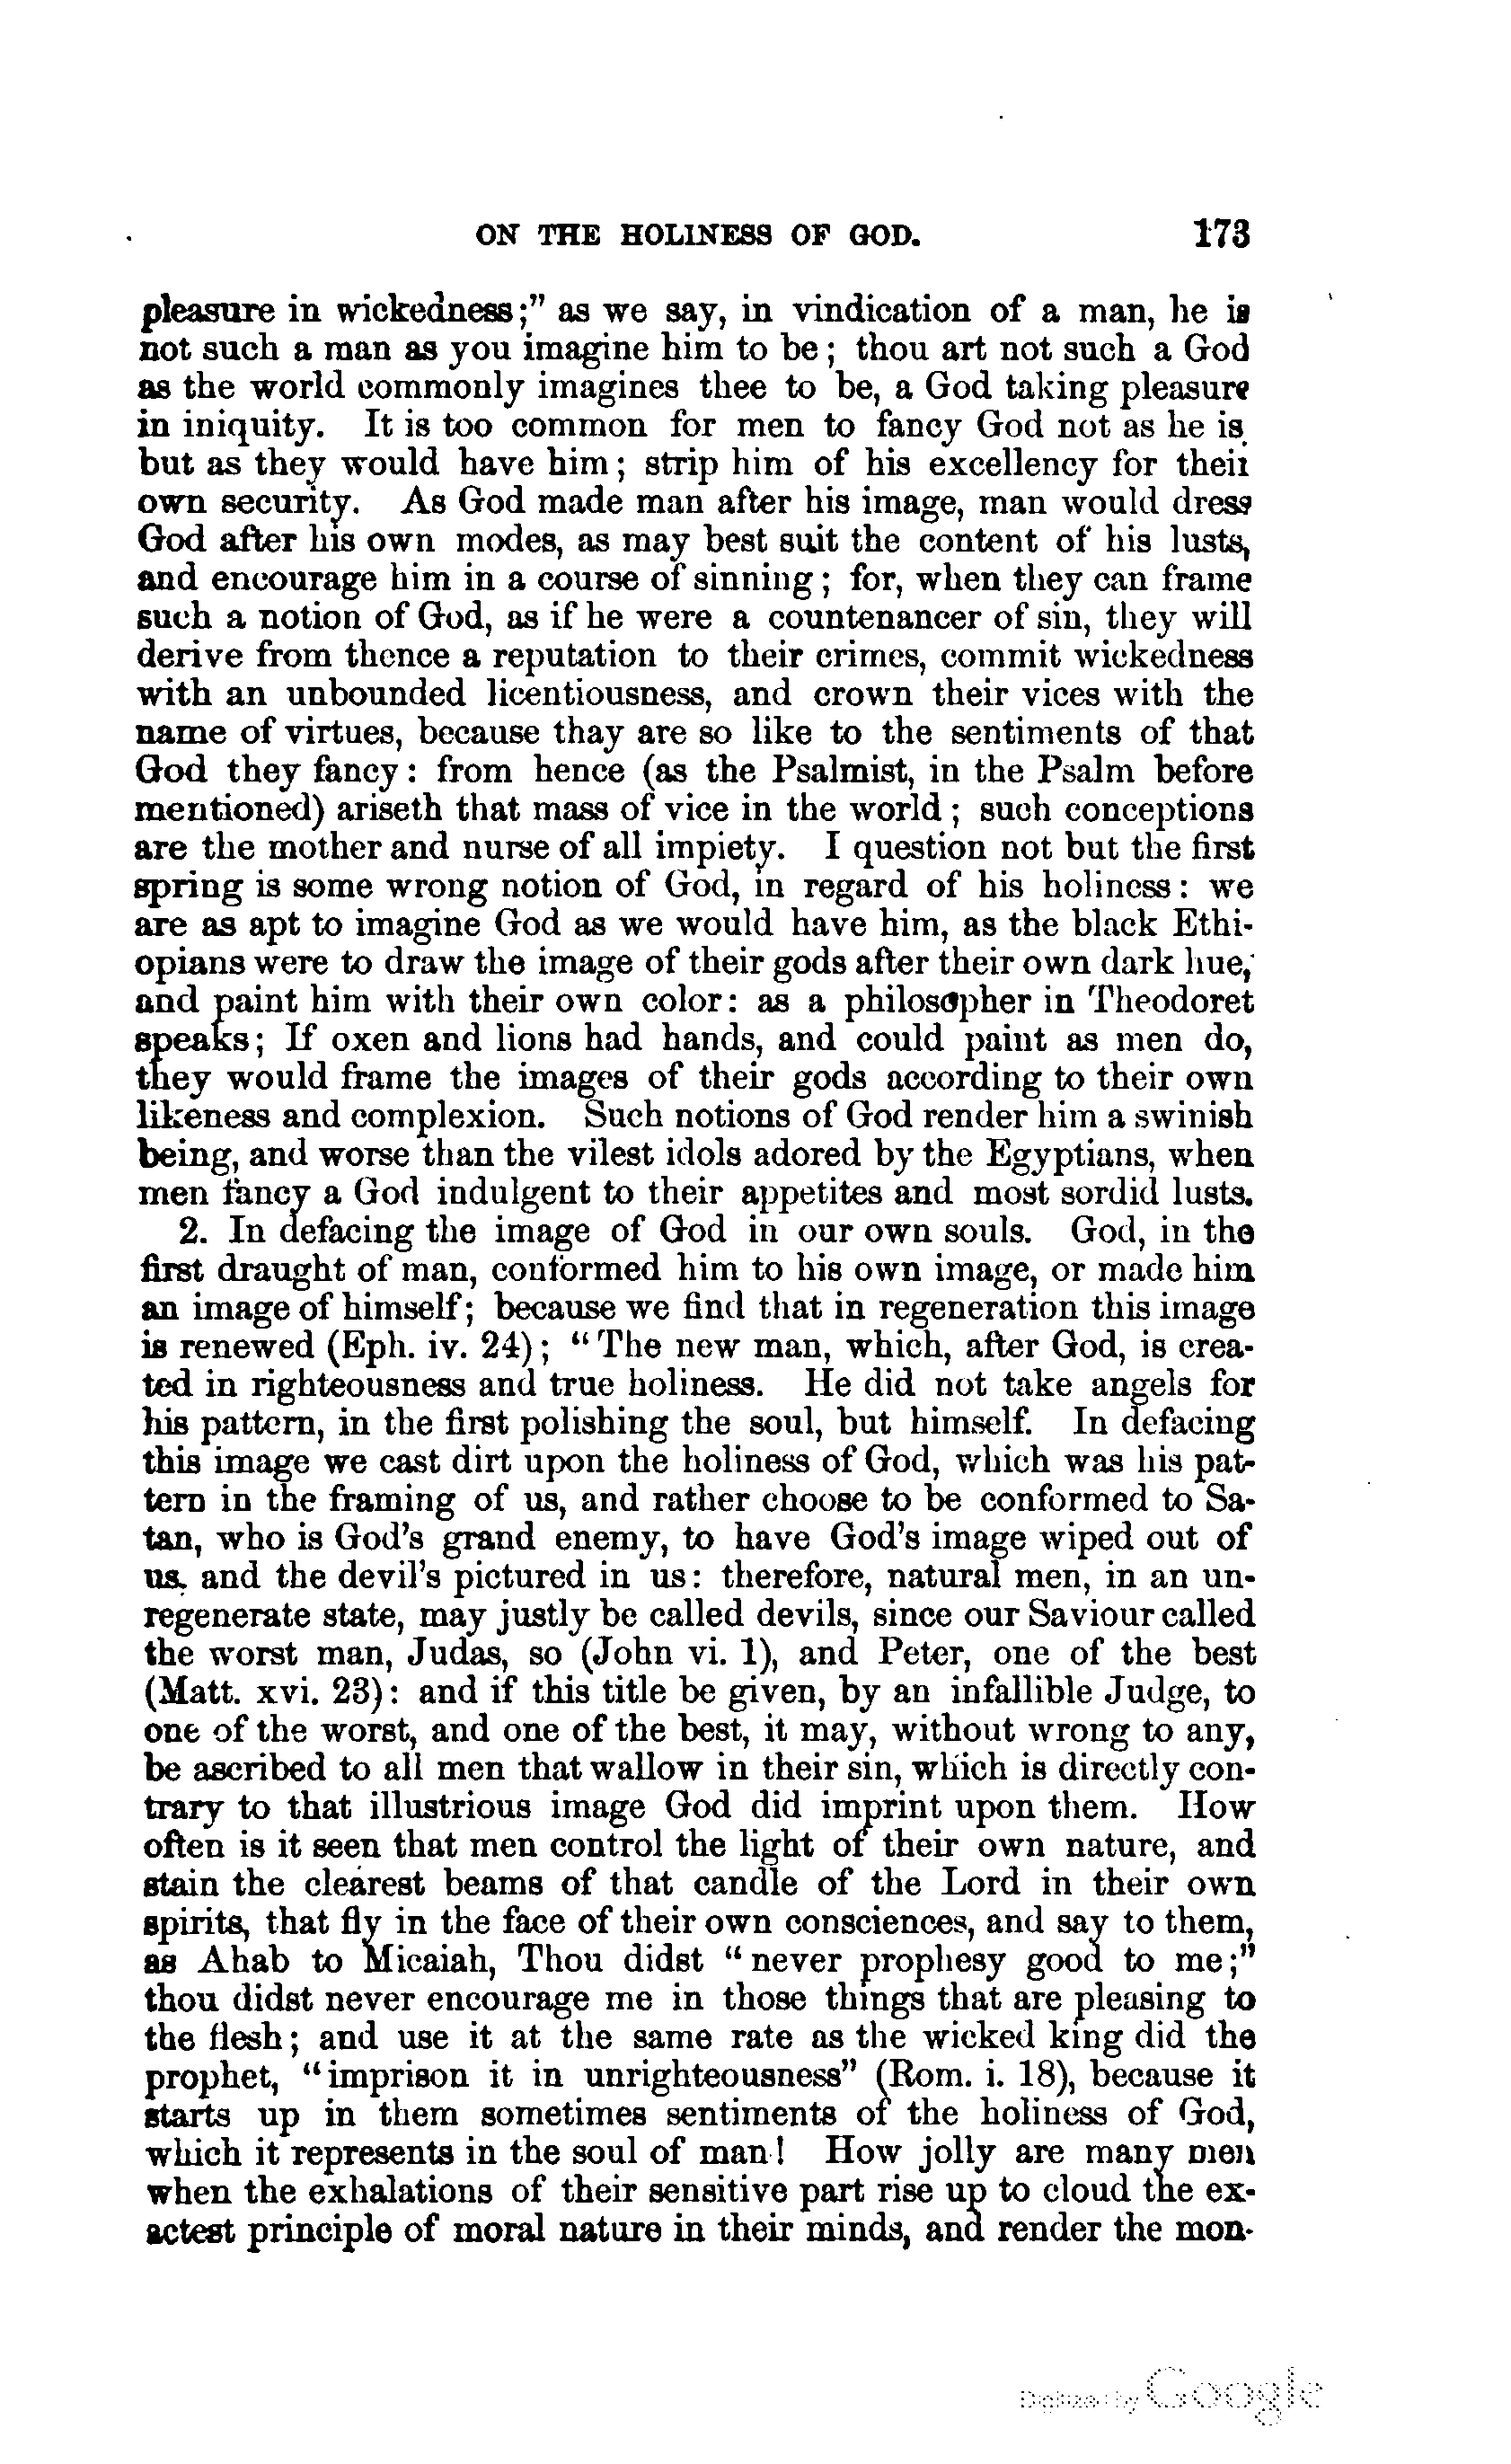 ON THE HOLINESS OF GOD. 173
pleasure in wickedness;" as we say, in vindication of a man, he is
not such a man as you imagine him to be; thou art not such a God
as the world commonly imagines thee to be, a God taking pleasure
in iniquity. It is too common for men to fancy God not as he is.
but as they would have him; strip him of his excellency for their
own security. As God made man after his image, man would dress
God after his own modes, as may best suit the content of his lusts,
and encourage him in a course of sinning; for, when they can frame
such a notion of God, as if he were a countenancer of sin, they will
derive from thence a reputation to their crimes, commit wickedness
with an unbounded licentiousness, and crown their vices with the
name of virtues, because thay are so like to the sentiments of that
God they fancy: from hence (as the Psalmist, in the Psalm before
mentioned) ariseth that mass of vice in the world; such conceptions
are the mother and nurse of all impiety. I question not but the first
spring is some wrong notion of God, in regard of his holiness: we
are as apt to imagine God as we would have him, as the black Ethi-
opians were to draw the image of their gods after their own dark hue,
and paint him with their own color: as a philosopher in Theodoret
speaks; If oxen and lions had hands, and could paint as men do,
they would frame the images of their gods according to their own
likeness and complexion. Such notions of God render him a swinish
being, and worse than the vilest idols adored by the Egyptians, when
men fancy a God indulgent to their appetites and most sordid lusts.
2. In defacing the image of God in our own souls. God, in the
first draught of man, conformed him to his own image, or made him
an image of himself; because we find that in regeneration this image
is renewed (Eph. iv. 24); "The new man, which, after God, is crea-
ted in righteousness and true holiness. He did not take angels for
his pattern, in the first polishing the soul, but himself. In defacing
this image we cast dirt upon the holiness of God, which was his pat-
tern in the framing of us, and rather choose to be conformed to Sa-
tan, who is God's grand enemy, to have God's image wiped out of
us, and the devil's pictured in us: therefore, natural men, in an un-
regenerate state, may justly be called devils, since our Saviour called
the worst man, Judas, so (John vi. 1), and Peter, one of the best
(Matt. xvi. 23): and if this title be given, by an infallible Judge, to
one of the worst, and one of the best, it may, without wrong to any,
be ascribed to all men that wallow in their sin, which is directly con-
trary to that illustrious image God did imprint upon them. How
often is it seen that men control the light of their own nature, and
stain the clearest beams of that candle of the Lord in their own
spirits, that fly in the face of their own consciences, and say to them,
as Ahab to Micaiah, Thou didst "never prophesy good to me;"
thou didst never encourage me in those things that are pleasing to
the flesh; and use it at the same rate as the wicked king did the
prophet, "imprison it in unrighteousness" (Rom. i. 18), because it
starts up in them sometimes sentiments of the holiness of God,
which it represents in the soul of man! How jolly are many men
when the exhalations of their sensitive part rise up to cloud the ex-
actest principle of moral nature in their minds, and render the mon-
Digitized by Google